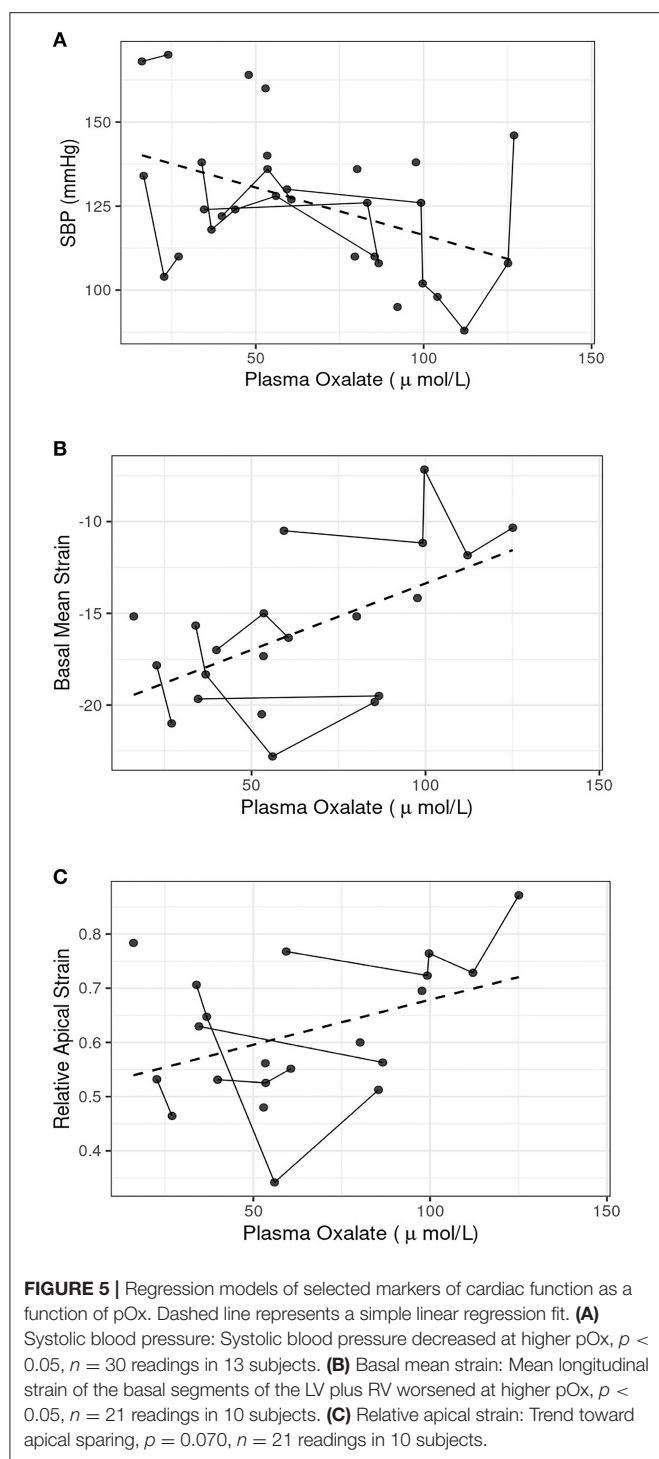 A
SBP (mmHg)
150
125
100
50
100
150
Plasma Oxalate ( μ mol/L)
B
Basal Mean Strain
-10
-15
-20
50
100
150
Plasma Oxalate ( μ mol/L)
C
Relative Apical Strain
0.8
0.7
0.6
0.5
0.4
50
100
150
Plasma Oxalate ( μ mol/L)
FIGURE 5 | Regression models of selected markers of cardiac function as a
function of pOx. Dashed line represents a simple linear regression fit. (A)
Systolic blood pressure: Systolic blood pressure decreased at higher pOx, p <
0.05, n = 30 readings in 13 subjects. (B) Basal mean strain: Mean longitudinal
strain of the basal segments of the LV plus RV worsened at higher pOx, p <
0.05, n = 21 readings in 10 subjects. (C) Relative apical strain: Trend toward
apical sparing, p = 0.070, n = 21 readings in 10 subjects.